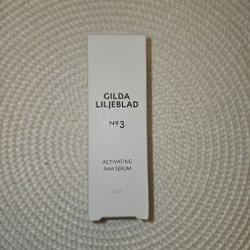 GILDA
LILJEBLAD
Nº3
ACTIVATING
AHA SERUM